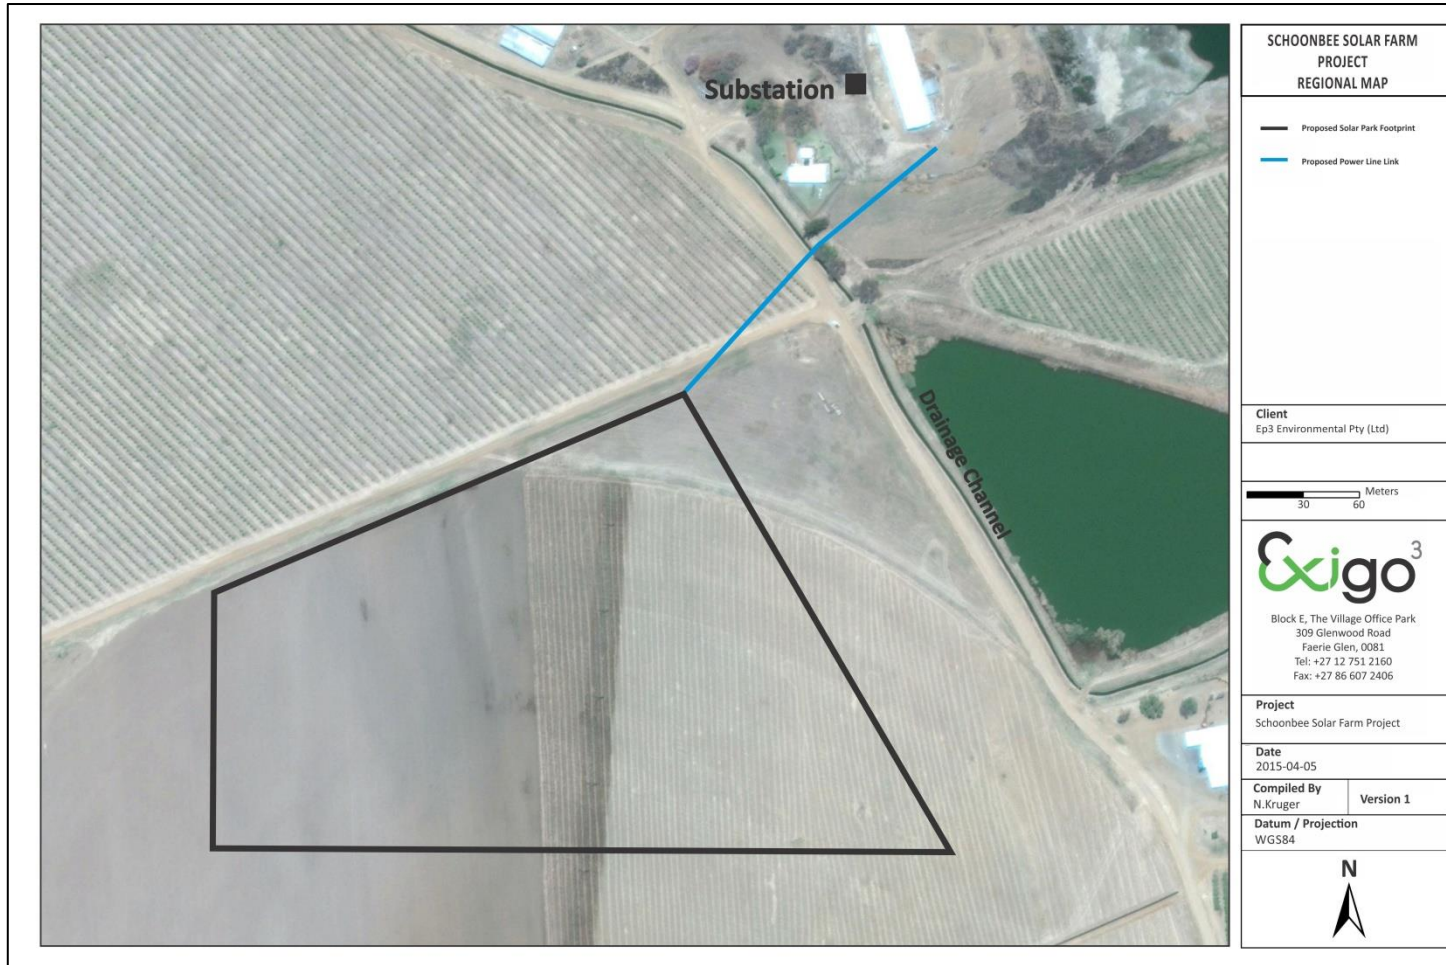 Substation
Drainage Channel
SCHOONBEE SOLAR FARM
PROJECT
REGIONAL MAP
Proposed Solar Park Footprint
Proposed Power Line Link
Client
Ep3 Environmental Pty (Ltd)
Meters
30 60
Exigo3
Block E, The Village Office Park
309 Glenwood Road
Faerie Glen, 0081
Tel: +27 12 751 2160
Fax: +27 86 607 2406
Project
Schoonbee Solar Farm Project
Date
2015-04-05
Compiled By
N.Kruger
Version 1
Datum / Projection
WGS84
N